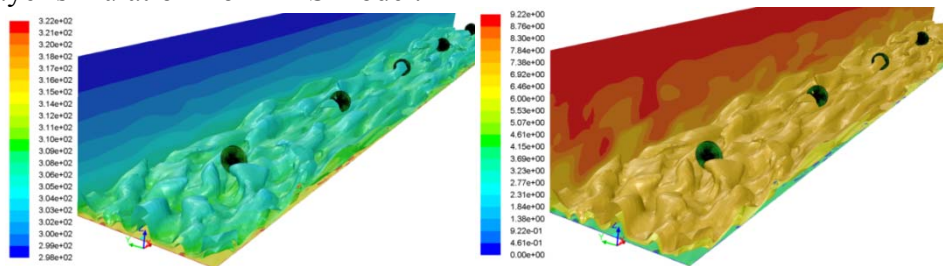 simulation
3.22e+02
3.21e+02
3.20e+02
3.18e+02
3.17e+02
3.16e+02
3.15e+02
3.14e+02
3.12e+02
3.11e+02
3.10e+02
3.09e+02
3.08e+02
3.06e+02
3.05e+02
3.04e+02
3.03e+02
3.02e+02
3.00e+02
2.99e+02
2.98e+02
9.22e+00
8.76e+00
8.30e+00
7.84e+00
7.38e+00
6.92e+00
6.46e+00
6.00e+00
5.53e+00
5.07e+00
4.61e+00
4.15e+00
3.69e+00
3.23e+00
2.77e+00
2.31e+00
1.84e+00
1.38e+00
9.22e-01
4.61e-01
0.00e+00